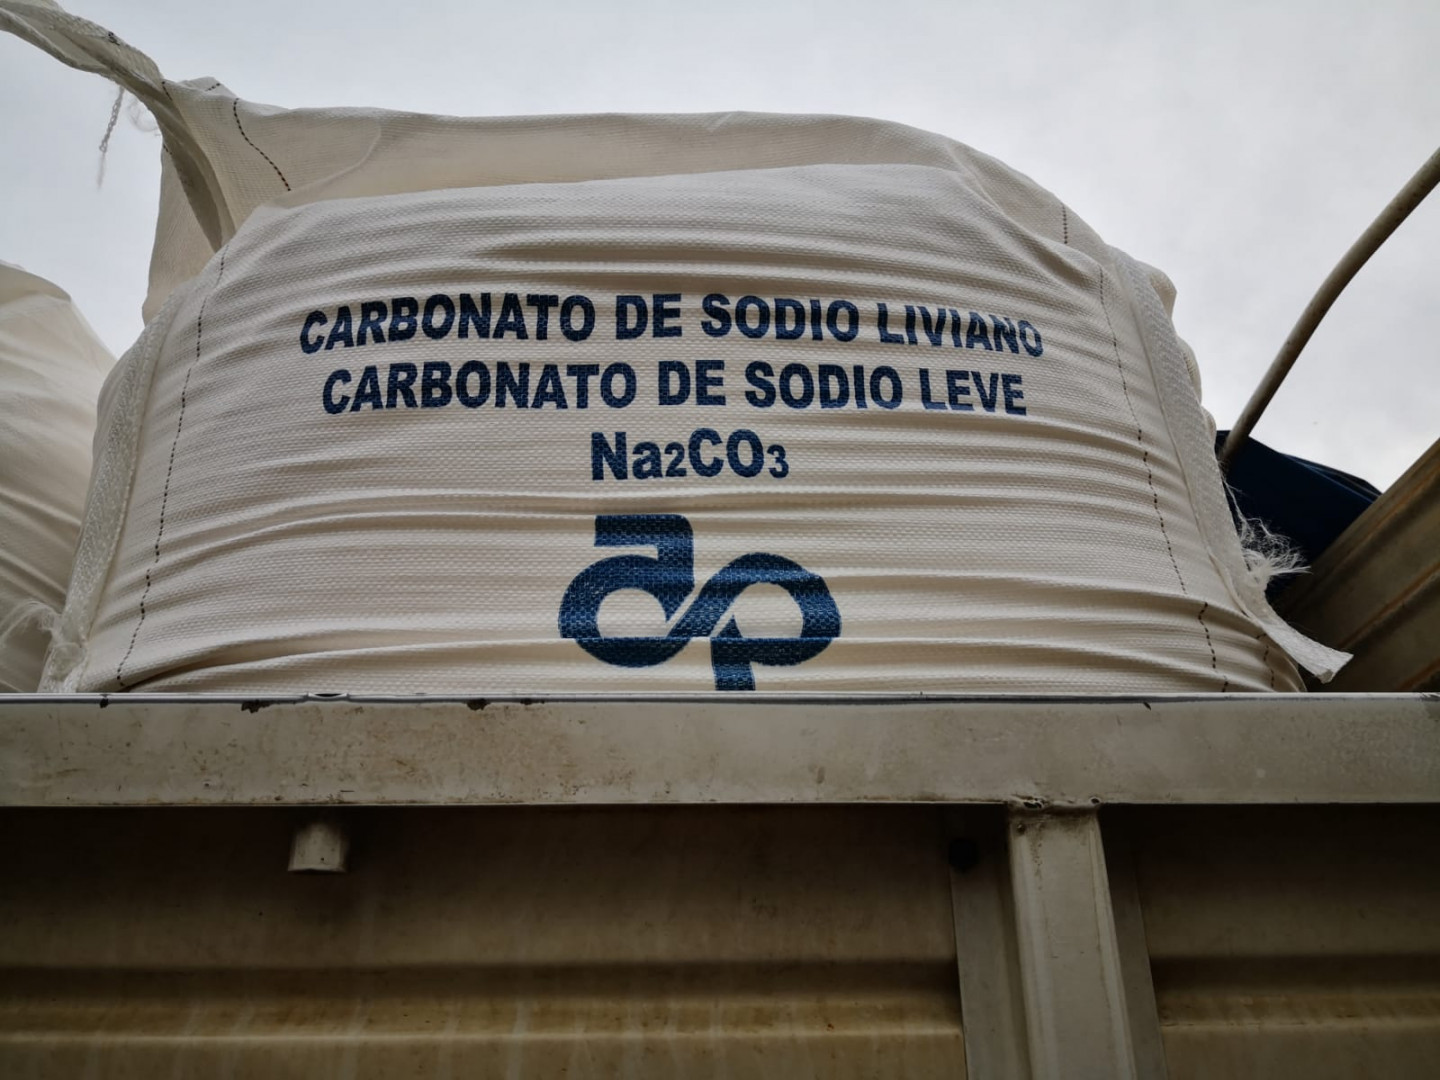 CARBONATO DE SODIO LIVIANO
CARBONATO DE SODIO LEVE
Na2CO3